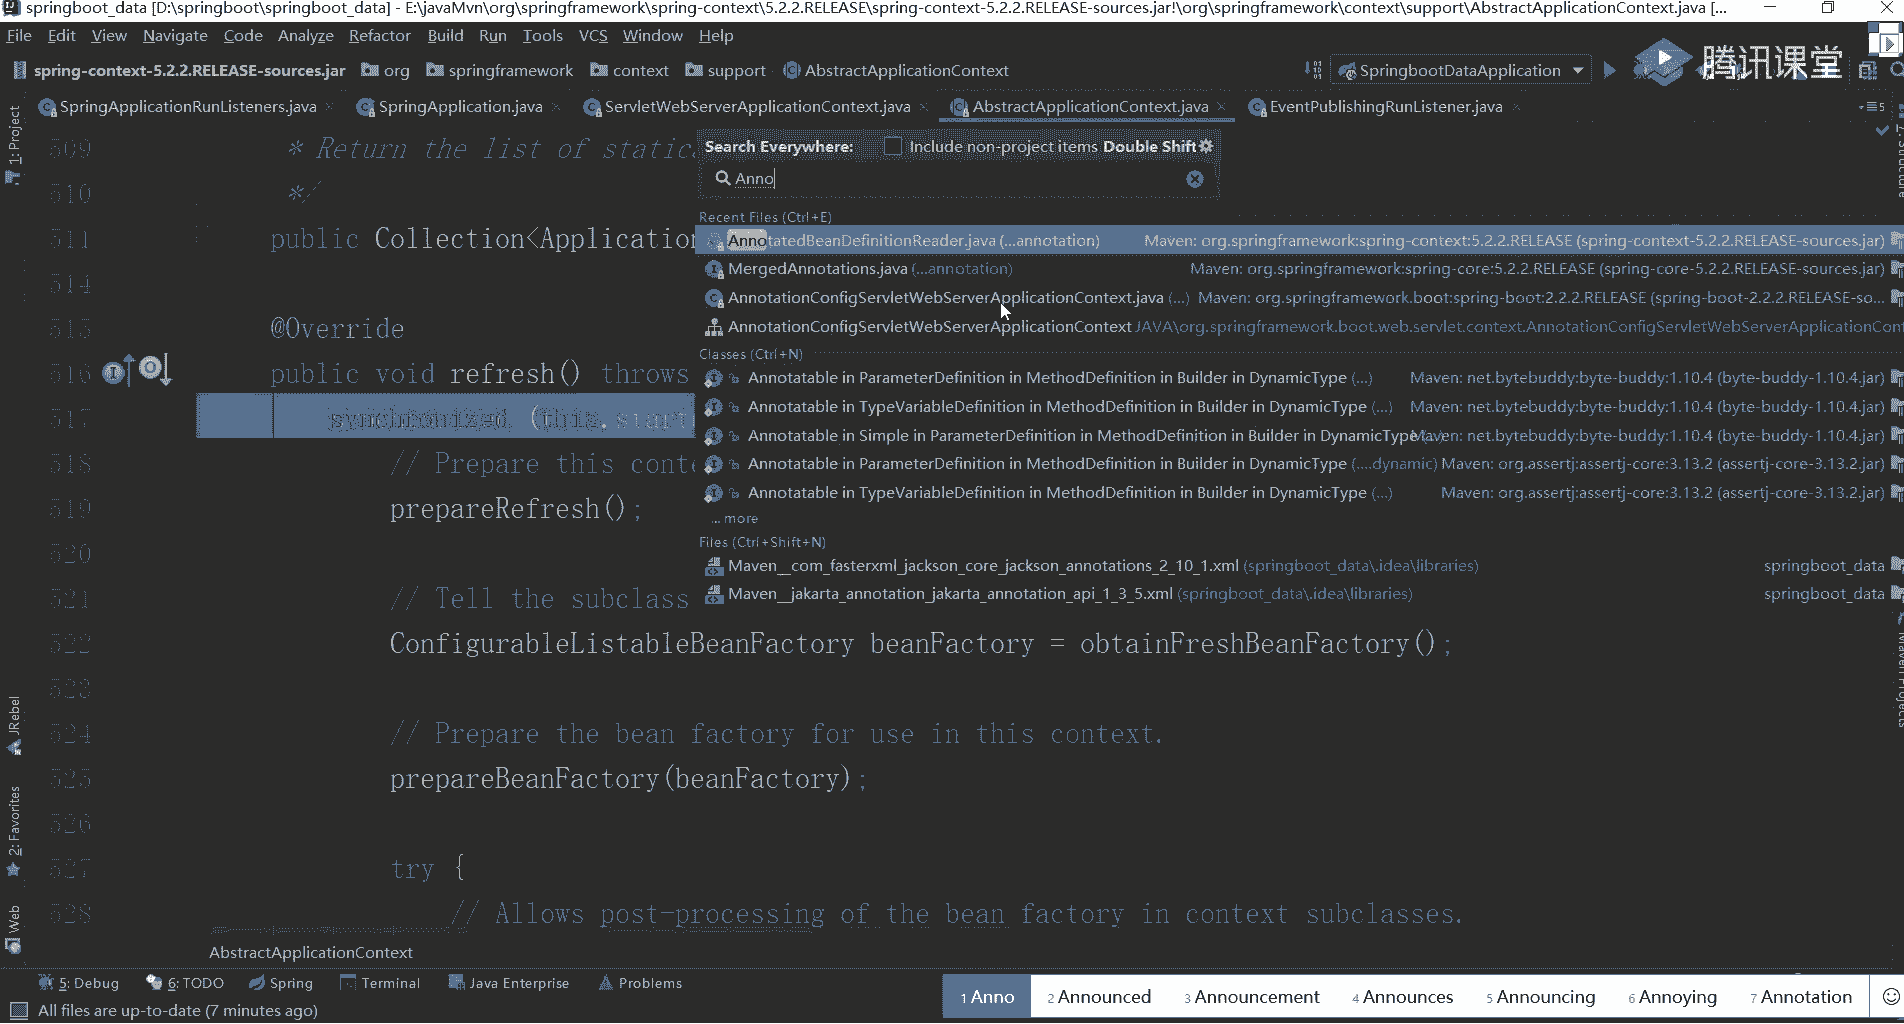 springboot_data [D:\springboot\springboot_data] - E:\javaMvn\org\springframework\spring-context\5.2.2.RELEASE\spring-context-5.2.2.RELEASE-sources.jar!\org\springframework\context\support\AbstractApplicationContext.java [...
File Edit View Navigate Code Analyze Refactor Build Run Tools VCS Window Help
spring-context-5.2.2.RELEASE-sources.jar org springframework context support AbstractApplicationContext SpringbootDataApplication 腾讯课堂
SpringApplicationRunListeners.java SpringApplication.java ServletWebServerApplicationContext.java AbstractApplicationContext.java EventPublishingRunListener.java
1: Project
509 * Return the list of static
510 */
511 public Collection<Application
514
515 @Override
516 public void refresh() throws
517 synchronized (this.start
518 // Prepare this conte
519 prepareRefresh();
520
521 // Tell the subclass
522 ConfigurableListableBeanFactory beanFactory = obtainFreshBeanFactory();
523
524 // Prepare the bean factory for use in this context.
525 prepareBeanFactory(beanFactory);
526
527 try {
528 // Allows post-processing of the bean factory in context subclasses.
AbstractApplicationContext
Search Everywhere: Include non-project items Double Shift
Anno
Recent Files (Ctrl+E)
AnnotatedBeanDefinitionReader.java (...annotation) Maven: org.springframework:spring-context:5.2.2.RELEASE (spring-context-5.2.2.RELEASE-sources.jar)
MergedAnnotations.java (...annotation) Maven: org.springframework:spring-core:5.2.2.RELEASE (spring-core-5.2.2.RELEASE-sources.jar)
AnnotationConfigServletWebServerApplicationContext.java (...) Maven: org.springframework.boot:spring-boot:2.2.2.RELEASE (spring-boot-2.2.2.RELEASE-so...
AnnotationConfigServletWebServerApplicationContext JAVA\org.springframework.boot.web.servlet.context.AnnotationConfigServletWebServerApplicationCont
Classes (Ctrl+N)
Annotatable in ParameterDefinition in MethodDefinition in Builder in DynamicType (...) Maven: net.bytebuddy:byte-buddy:1.10.4 (byte-buddy-1.10.4.jar)
Annotatable in TypeVariableDefinition in MethodDefinition in Builder in DynamicType (...) Maven: net.bytebuddy:byte-buddy:1.10.4 (byte-buddy-1.10.4.jar)
Annotatable in Simple in ParameterDefinition in MethodDefinition in Builder in DynamicType Maven: net.bytebuddy:byte-buddy:1.10.4 (byte-buddy-1.10.4.jar)
Annotatable in ParameterDefinition in MethodDefinition in Builder in DynamicType (....dynamic) Maven: org.assertj:assertj-core:3.13.2 (assertj-core-3.13.2.jar)
Annotatable in TypeVariableDefinition in MethodDefinition in Builder in DynamicType (...) Maven: org.assertj:assertj-core:3.13.2 (assertj-core-3.13.2.jar)
... more
Files (Ctrl+Shift+N)
Maven__com_fasterxml_jackson_core_jackson_annotations_2_10_1.xml (springboot_data\.idea\libraries) springboot_data
Maven__jakarta_annotation_jakarta_annotation_api_1_3_5.xml (springboot_data\.idea\libraries) springboot_data
JRebel
2: Favorites
Web
5: Debug 6: TODO Spring Terminal Java Enterprise Problems
All files are up-to-date (7 minutes ago)
1 Anno 2 Announced 3 Announcement 4 Announces 5 Announcing 6 Annoying 7 Annotation